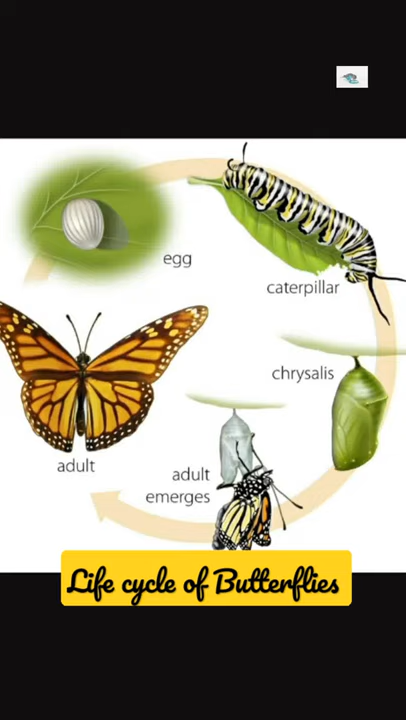 egg
caterpillar
chrysalis
adult
emerges
adult
Life cycle of Butterflies